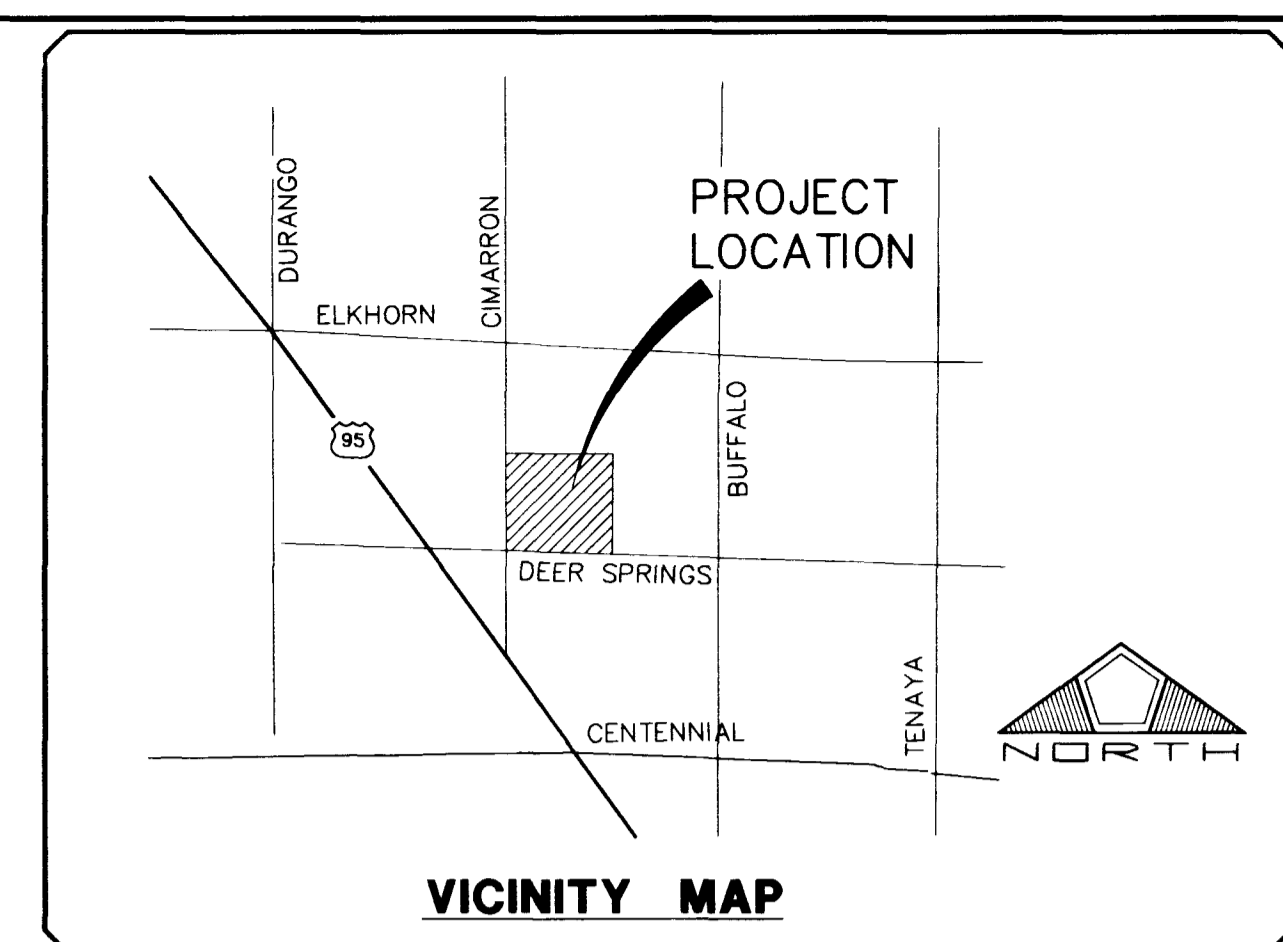 DURANGO
CIMARRON
PROJECT
LOCATION
ELKHORN
95
BUFFALO
DEER SPRINGS
TENAYA
CENTENNIAL
NORTH
VICINITY MAP